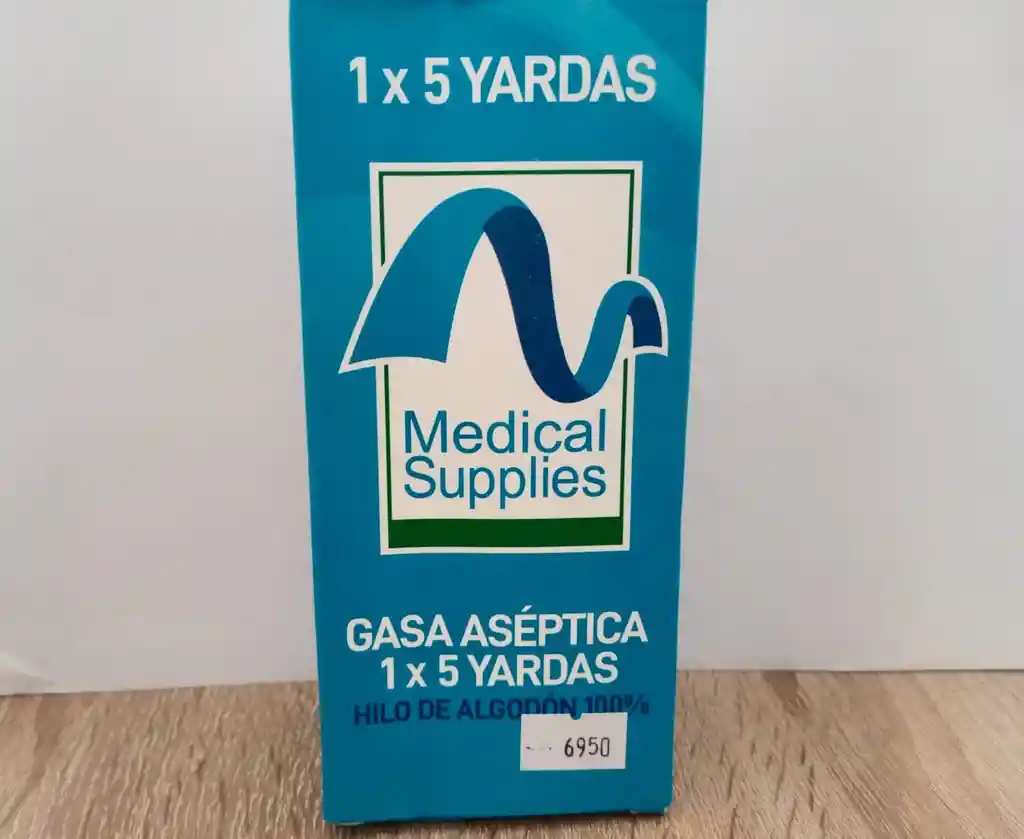 1 x 5 YARDAS
Medical
Supplies
GASA ASÉPTICA
1 x 5 YARDAS
HILO DE ALGODÓN 100%
6950